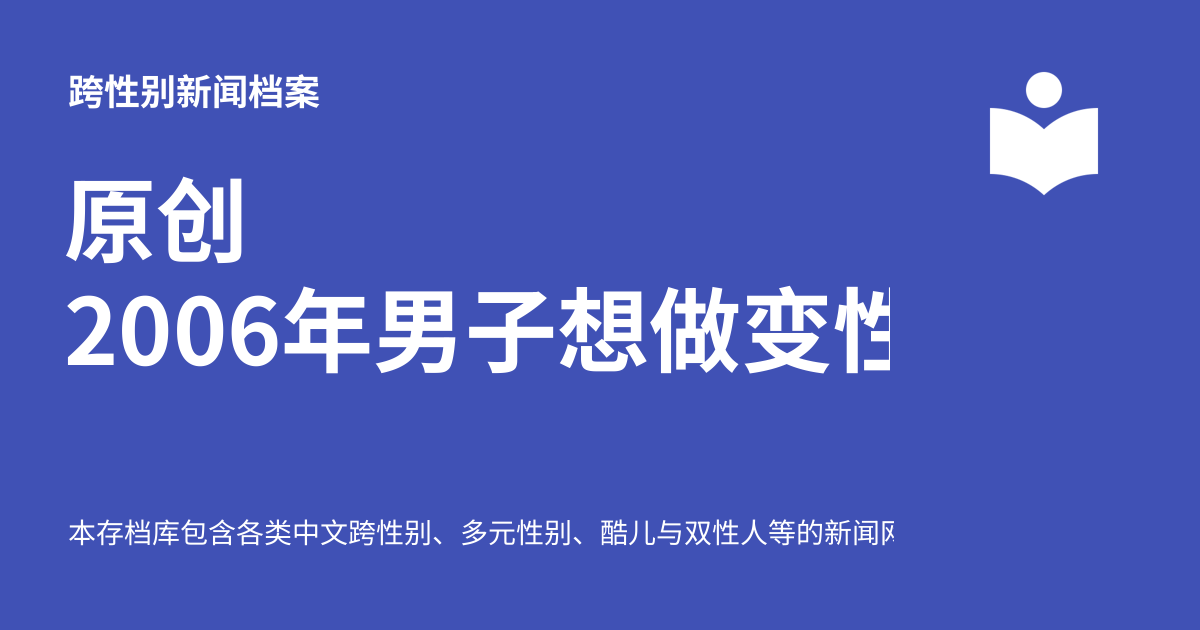 跨性别新闻档案
原创
2006年男子想做变性
本存档库包含各类中文跨性别、多元性别、酷儿与双性人等的新闻网